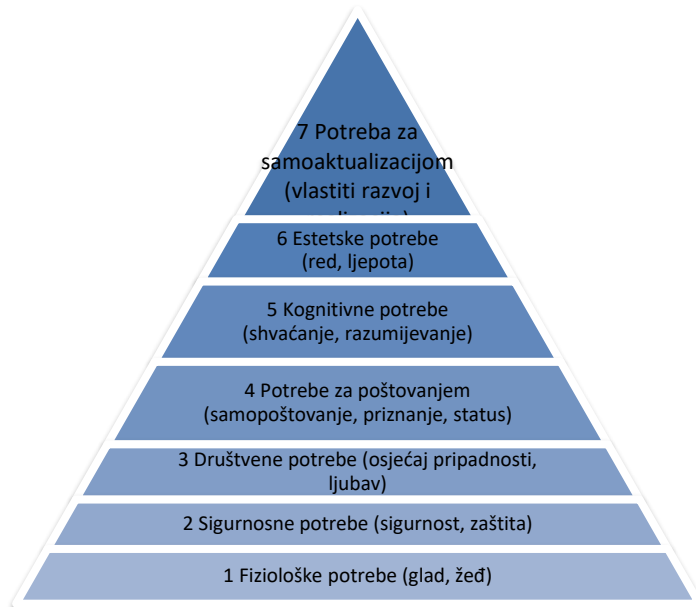 7 Potreba za
samoaktualizacijom
(vlastiti razvoj i
6 Estetske potrebe
(red, ljepota)
5 Kognitivne potrebe
(shvaćanje, razumijevanje)
4 Potrebe za poštovanjem
(samopoštovanje, priznanje, status)
3 Društvene potrebe (osjećaj pripadnosti,
ljubav)
2 Sigurnosne potrebe (sigurnost, zaštita)
1 Fiziološke potrebe (glad, žeđ)